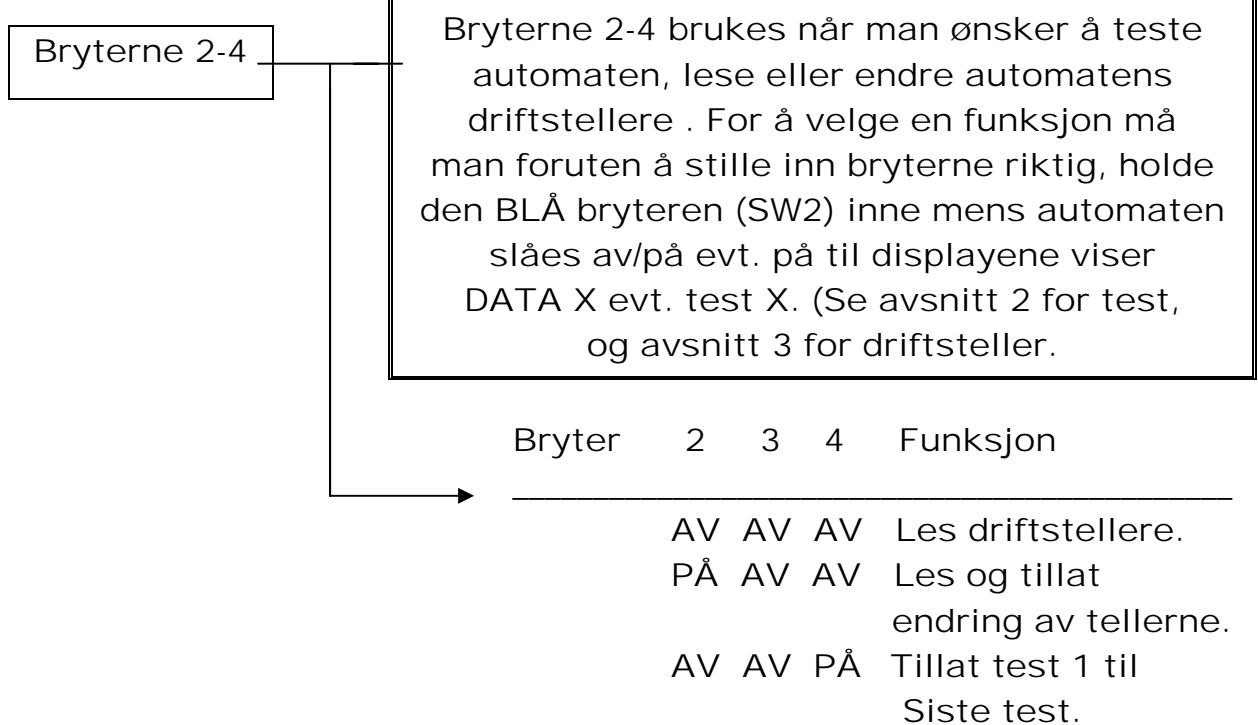 Bryterne 2-4
Bryterne 2-4 brukes når man ønsker å teste
automaten, lese eller endre automatens
driftstellere . For å velge en funksjon må
man foruten å stille inn bryterne riktig, holde
den BLÅ bryteren (SW2) inne mens automaten
slåes av/på evt. på til displayene viser
DATA X evt. test X. (Se avsnitt 2 for test,
og avsnitt 3 for driftsteller.
Bryter 2 3 4 Funksjon
AV AV AV Les driftstellere.
PÅ AV AV Les og tillat
endring av tellerne.
AV AV PÅ Tillat test 1 til
Siste test.